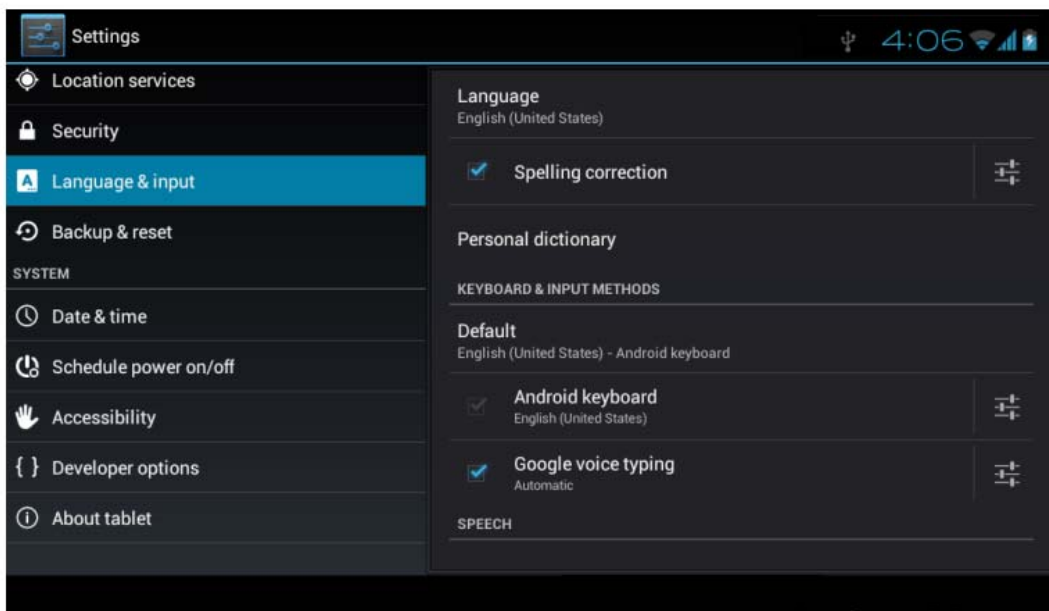 Settings
4:06
Location services
Security
A Language & input
Backup & reset
SYSTEM
Date & time
Schedule power on/off
Accessibility
{ } Developer options
About tablet
Language
English (United States)
Spelling correction
Personal dictionary
KEYBOARD & INPUT METHODS
Default
English (United States) - Android keyboard
Android keyboard
English (United States)
Google voice typing
Automatic
SPEECH